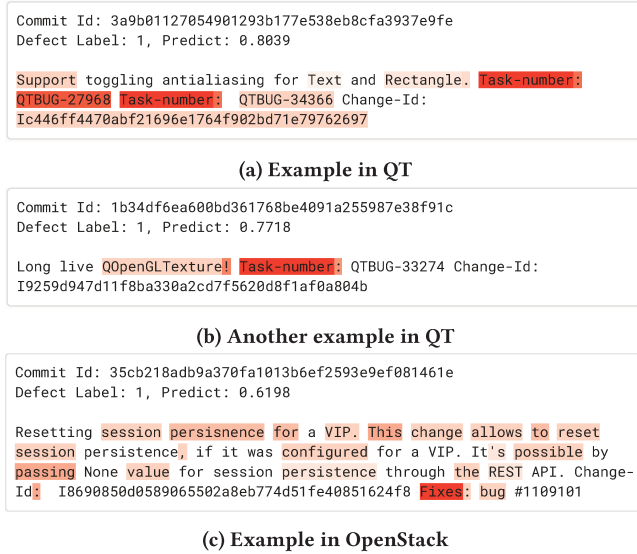 Commit Id: 3a9b01127054901293b177e538eb8cfa3937e9fe
Defect Label: 1, Predict: 0.8039
Support toggling antialiasing for Text and Rectangle. Task-number:
QTBUG-27968 Task-number: QTBUG-34366 Change-Id:
Ic446ff4470abf21696e1764f902bd71e79762697
(a) Example in QT
Commit Id: 1b34df6ea600bd361768be4091a255987e38f91c
Defect Label: 1, Predict: 0.7718
Long live QOpenGLTexture! Task-number: QTBUG-33274 Change-Id:
I9259d947d11f8ba330a2cd7f5620d8f1af0a804b
(b) Another example in QT
Commit Id: 35cb218adb9a370fa1013b6ef2593e9ef081461e
Defect Label: 1, Predict: 0.6198
Resetting session persisnence for a VIP. This change allows to reset
session persistence, if it was configured for a VIP. It's possible by
passing None value for session persistence through the REST API. Change-
Id: I8690850d0589065502a8eb774d51fe40851624f8 Fixes: bug #1109101
(c) Example in OpenStack